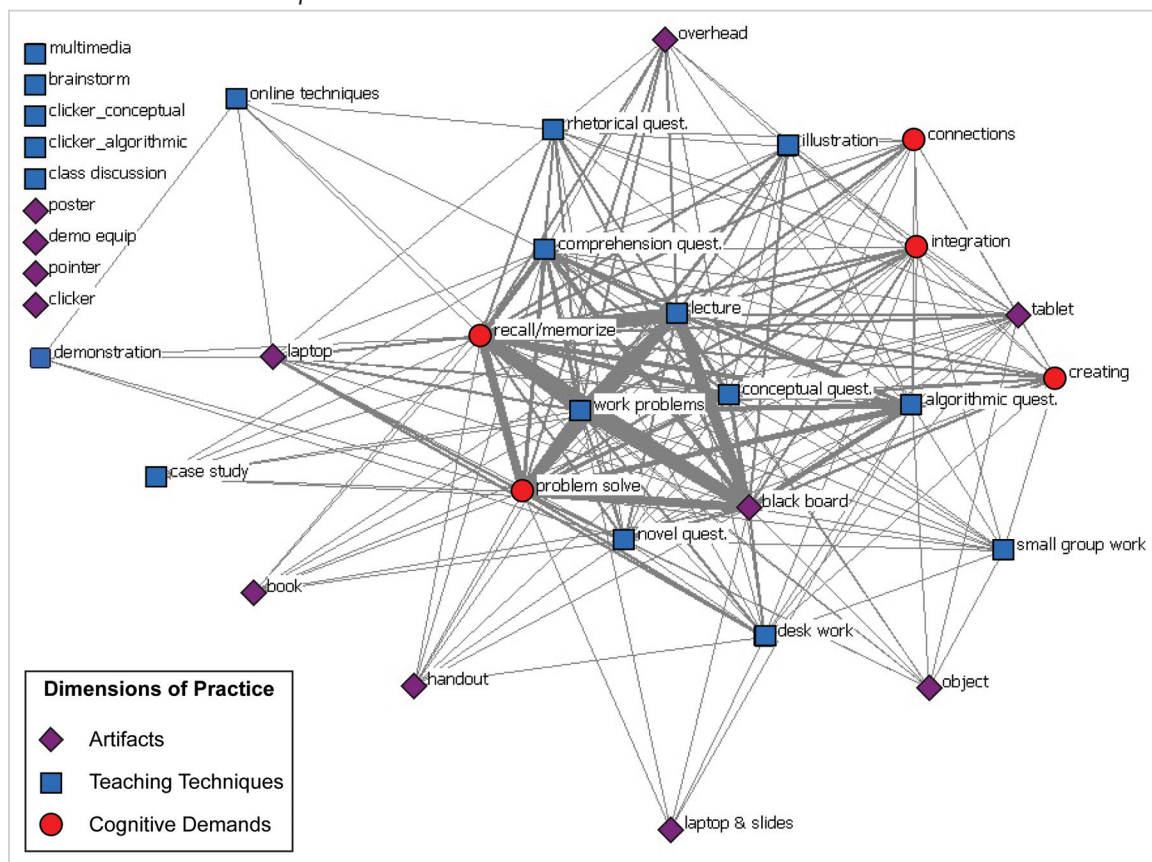 overhead
multimedia
brainstorm
clicker_conceptual
clicker_algorithmic
class discussion
poster
demo equip
pointer
clicker
online techniques
rhetorical quest.
illustration
connections
comprehension quest.
integration
lecture
tablet
recall/memorize
demonstration
laptop
creating
conceptual quest.
work problems
algorithmic quest.
case study
problem solve
black board
novel quest.
small group work
book
desk work
handout
object
laptop & slides
Dimensions of Practice
Artifacts
Teaching Techniques
Cognitive Demands